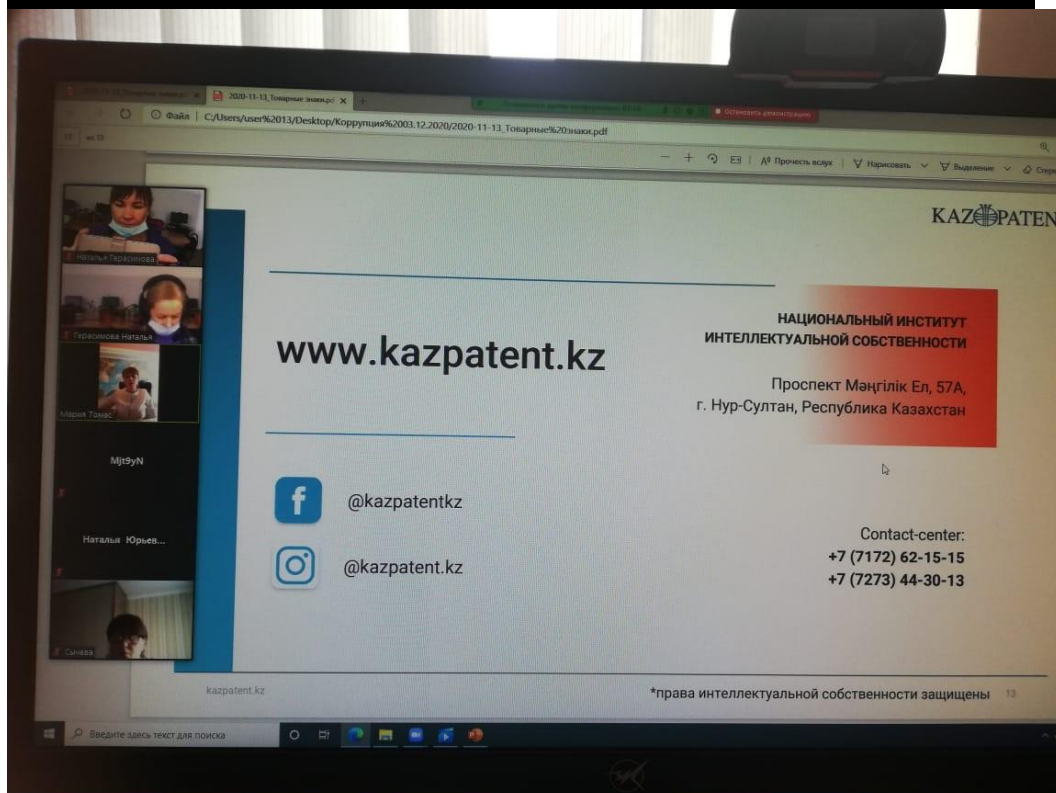 2020-11-13_Товарные знаки.pd
Остановить демонстрацию
Файл | C:/Users/user%2013/Desktop/Коррупция%2003.12.2020/2020-11-13_Товарные%20знаки.pdf
13 из 13
Прочесть вслух | Нарисовать Выделение Стере
KAZPATEN
Наталья Герасимова
Герасимова Наталья
Мария Томас
Mjt9yN
Наталья Юрьев...
Сычева
www.kazpatent.kz
НАЦИОНАЛЬНЫЙ ИНСТИТУТ
ИНТЕЛЛЕКТУАЛЬНОЙ СОБСТВЕННОСТИ
Проспект Мәңгілік Ел, 57А,
г. Нур-Султан, Республика Казахстан
@kazpatentkz
@kazpatent.kz
Contact-center:
+7 (7172) 62-15-15
+7 (7273) 44-30-13
kazpatent.kz
*права интеллектуальной собственности защищены 13
Введите здесь текст для поиска